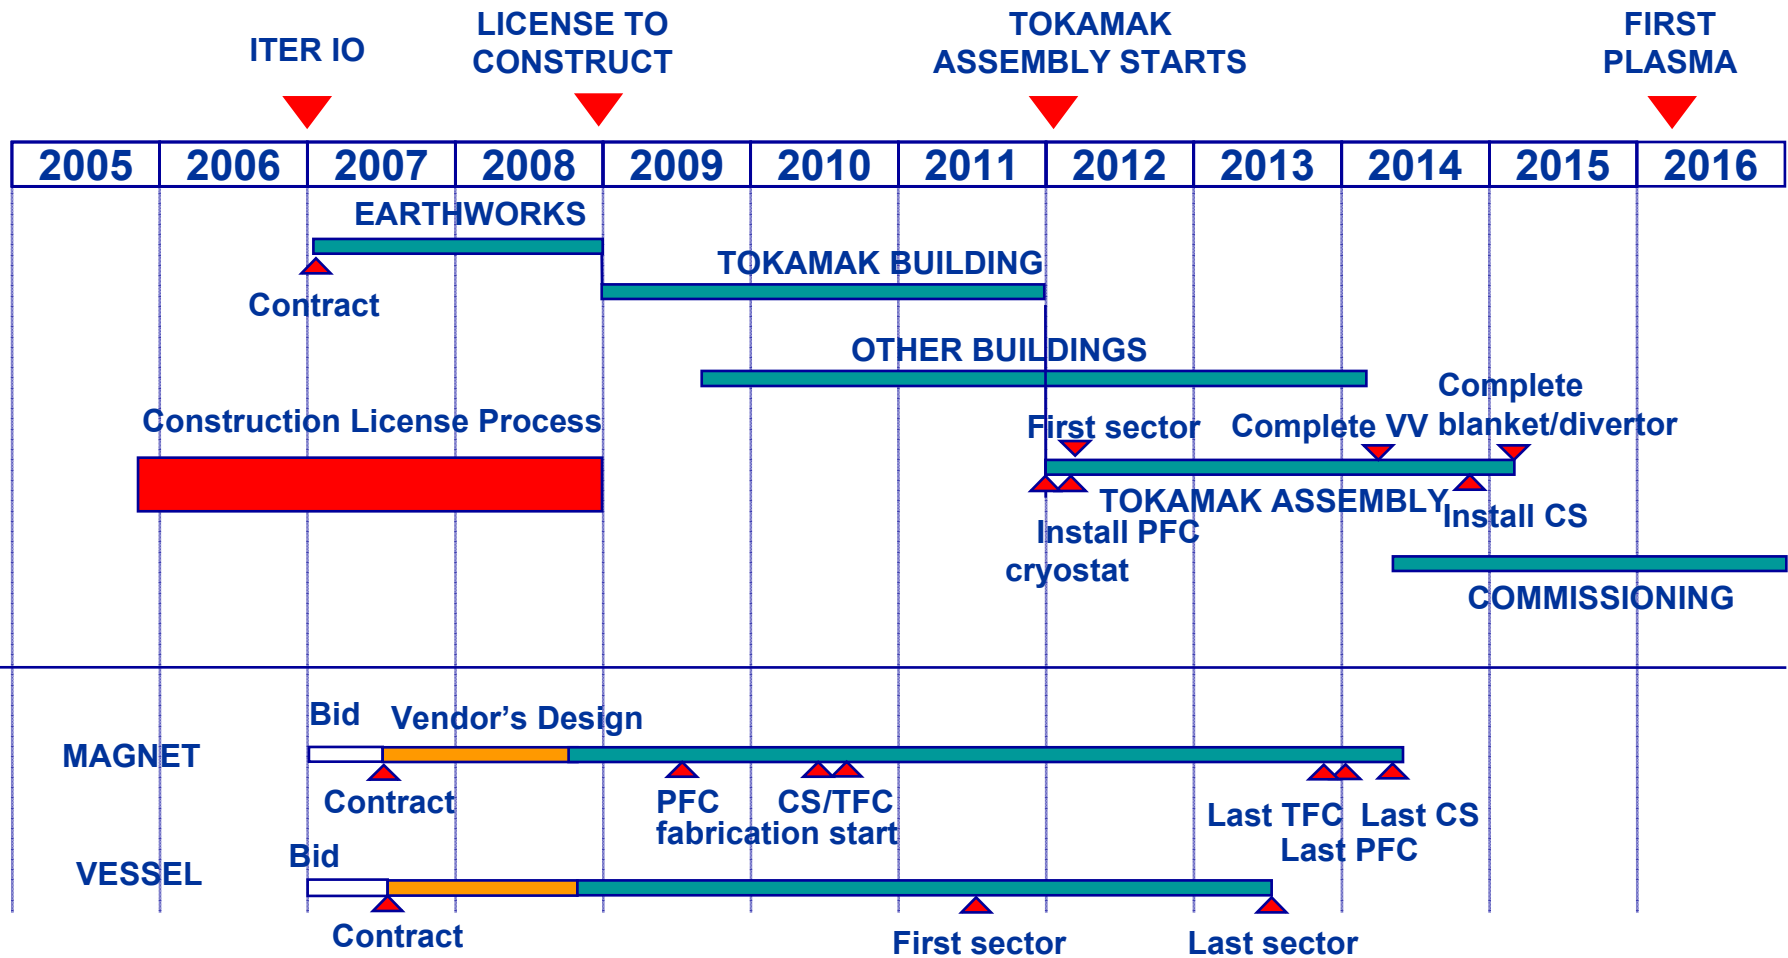 ITER IO
LICENSE TO
CONSTRUCT
TOKAMAK
ASSEMBLY STARTS
FIRST
PLASMA
2005 2006 2007 2008 2009 2010 2011 2012 2013 2014 2015 2016
EARTHWORKS
Contract
TOKAMAK BUILDING
OTHER BUILDINGS
Construction License Process
First sector
Complete VV
Complete
blanket/divertor
TOKAMAK ASSEMBLY
Install CS
Install PFC
cryostat
COMMISSIONING
Bid
Vendor’s Design
MAGNET
Contract
PFC
CS/TFC
fabrication start
Last TFC
Last CS
Last PFC
Bid
VESSEL
Contract
First sector
Last sector